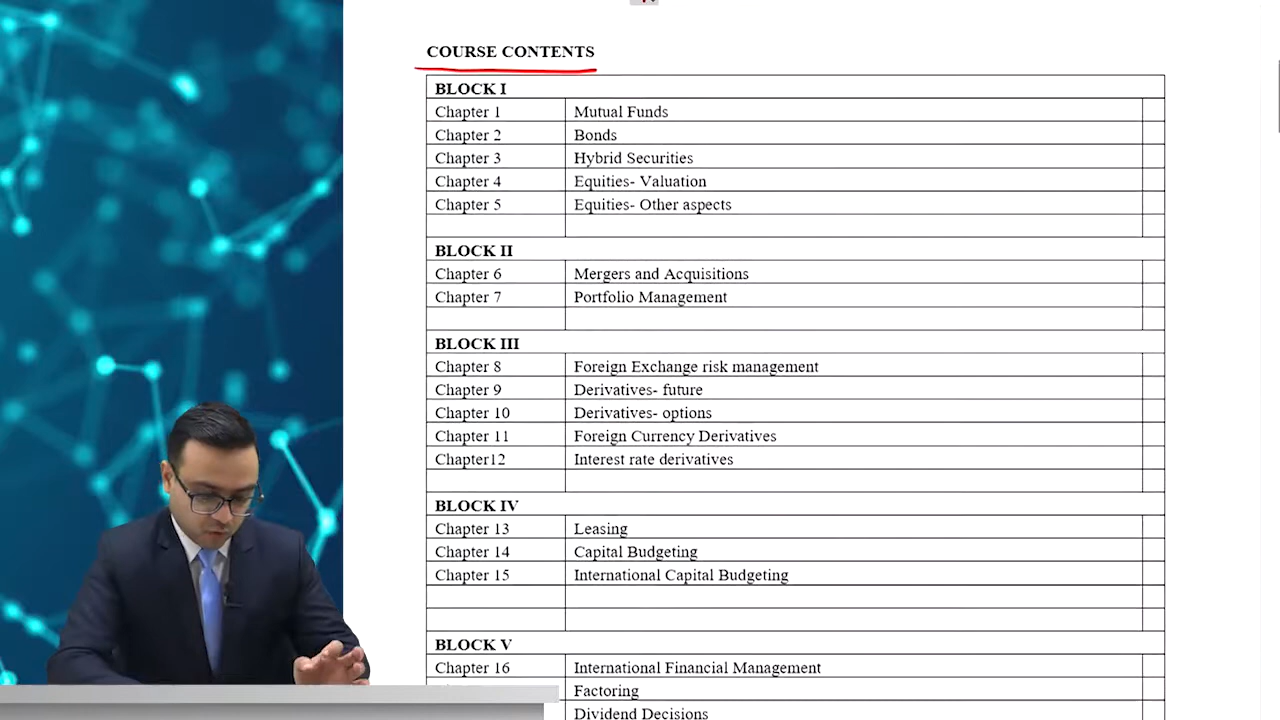 COURSE CONTENTS
BLOCK I
Chapter 1 Mutual Funds
Chapter 2 Bonds
Chapter 3 Hybrid Securities
Chapter 4 Equities- Valuation
Chapter 5 Equities- Other aspects
BLOCK II
Chapter 6 Mergers and Acquisitions
Chapter 7 Portfolio Management
BLOCK III
Chapter 8 Foreign Exchange risk management
Chapter 9 Derivatives- future
Chapter 10 Derivatives- options
Chapter 11 Foreign Currency Derivatives
Chapter12 Interest rate derivatives
BLOCK IV
Chapter 13 Leasing
Chapter 14 Capital Budgeting
Chapter 15 International Capital Budgeting
BLOCK V
Chapter 16 International Financial Management
Factoring
Dividend Decisions